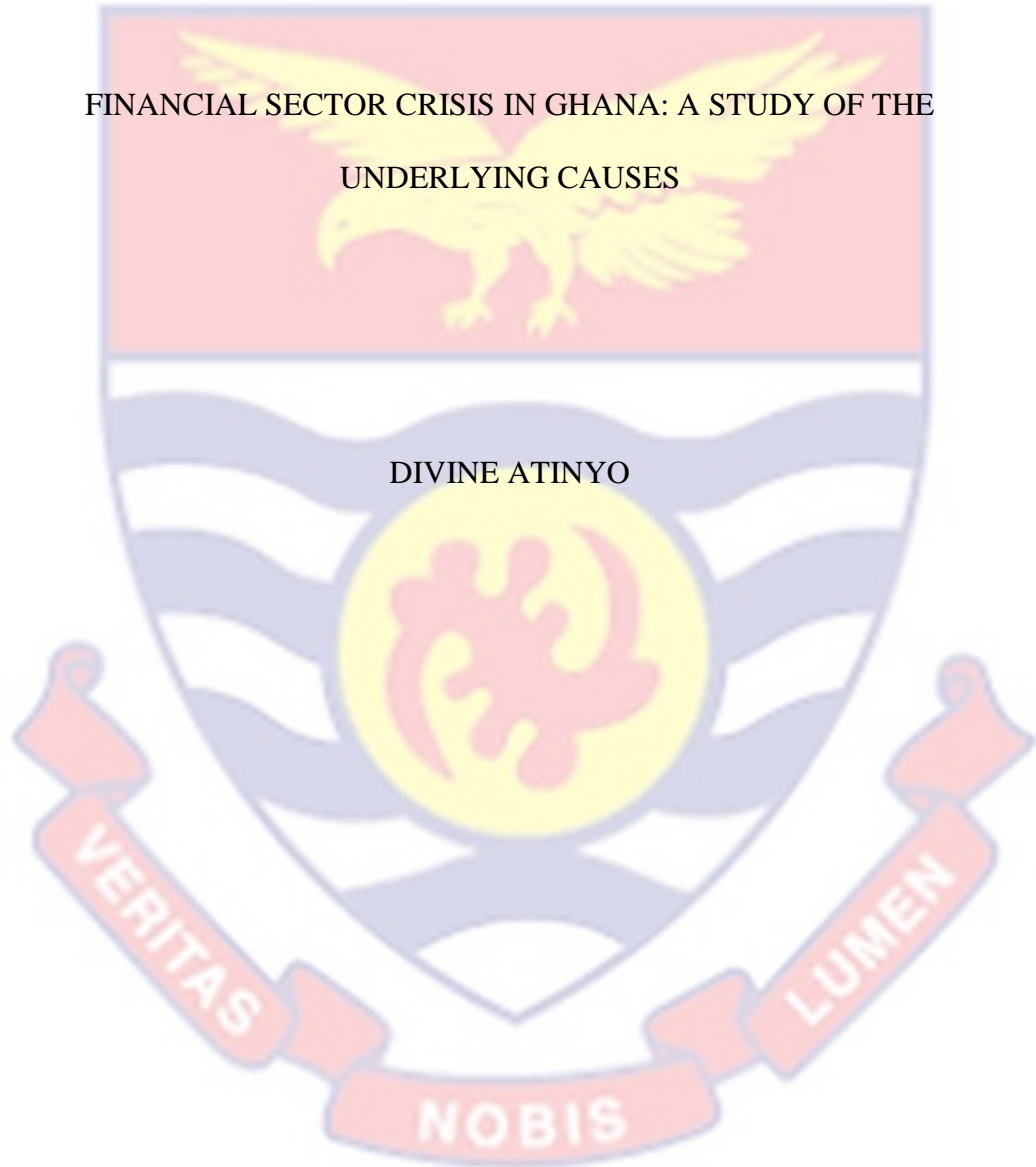 FINANCIAL SECTOR CRISIS IN GHANA: A STUDY OF THE
UNDERLYING CAUSES
DIVINE ATINYO
VERITAS
NOBIS
LUMEN